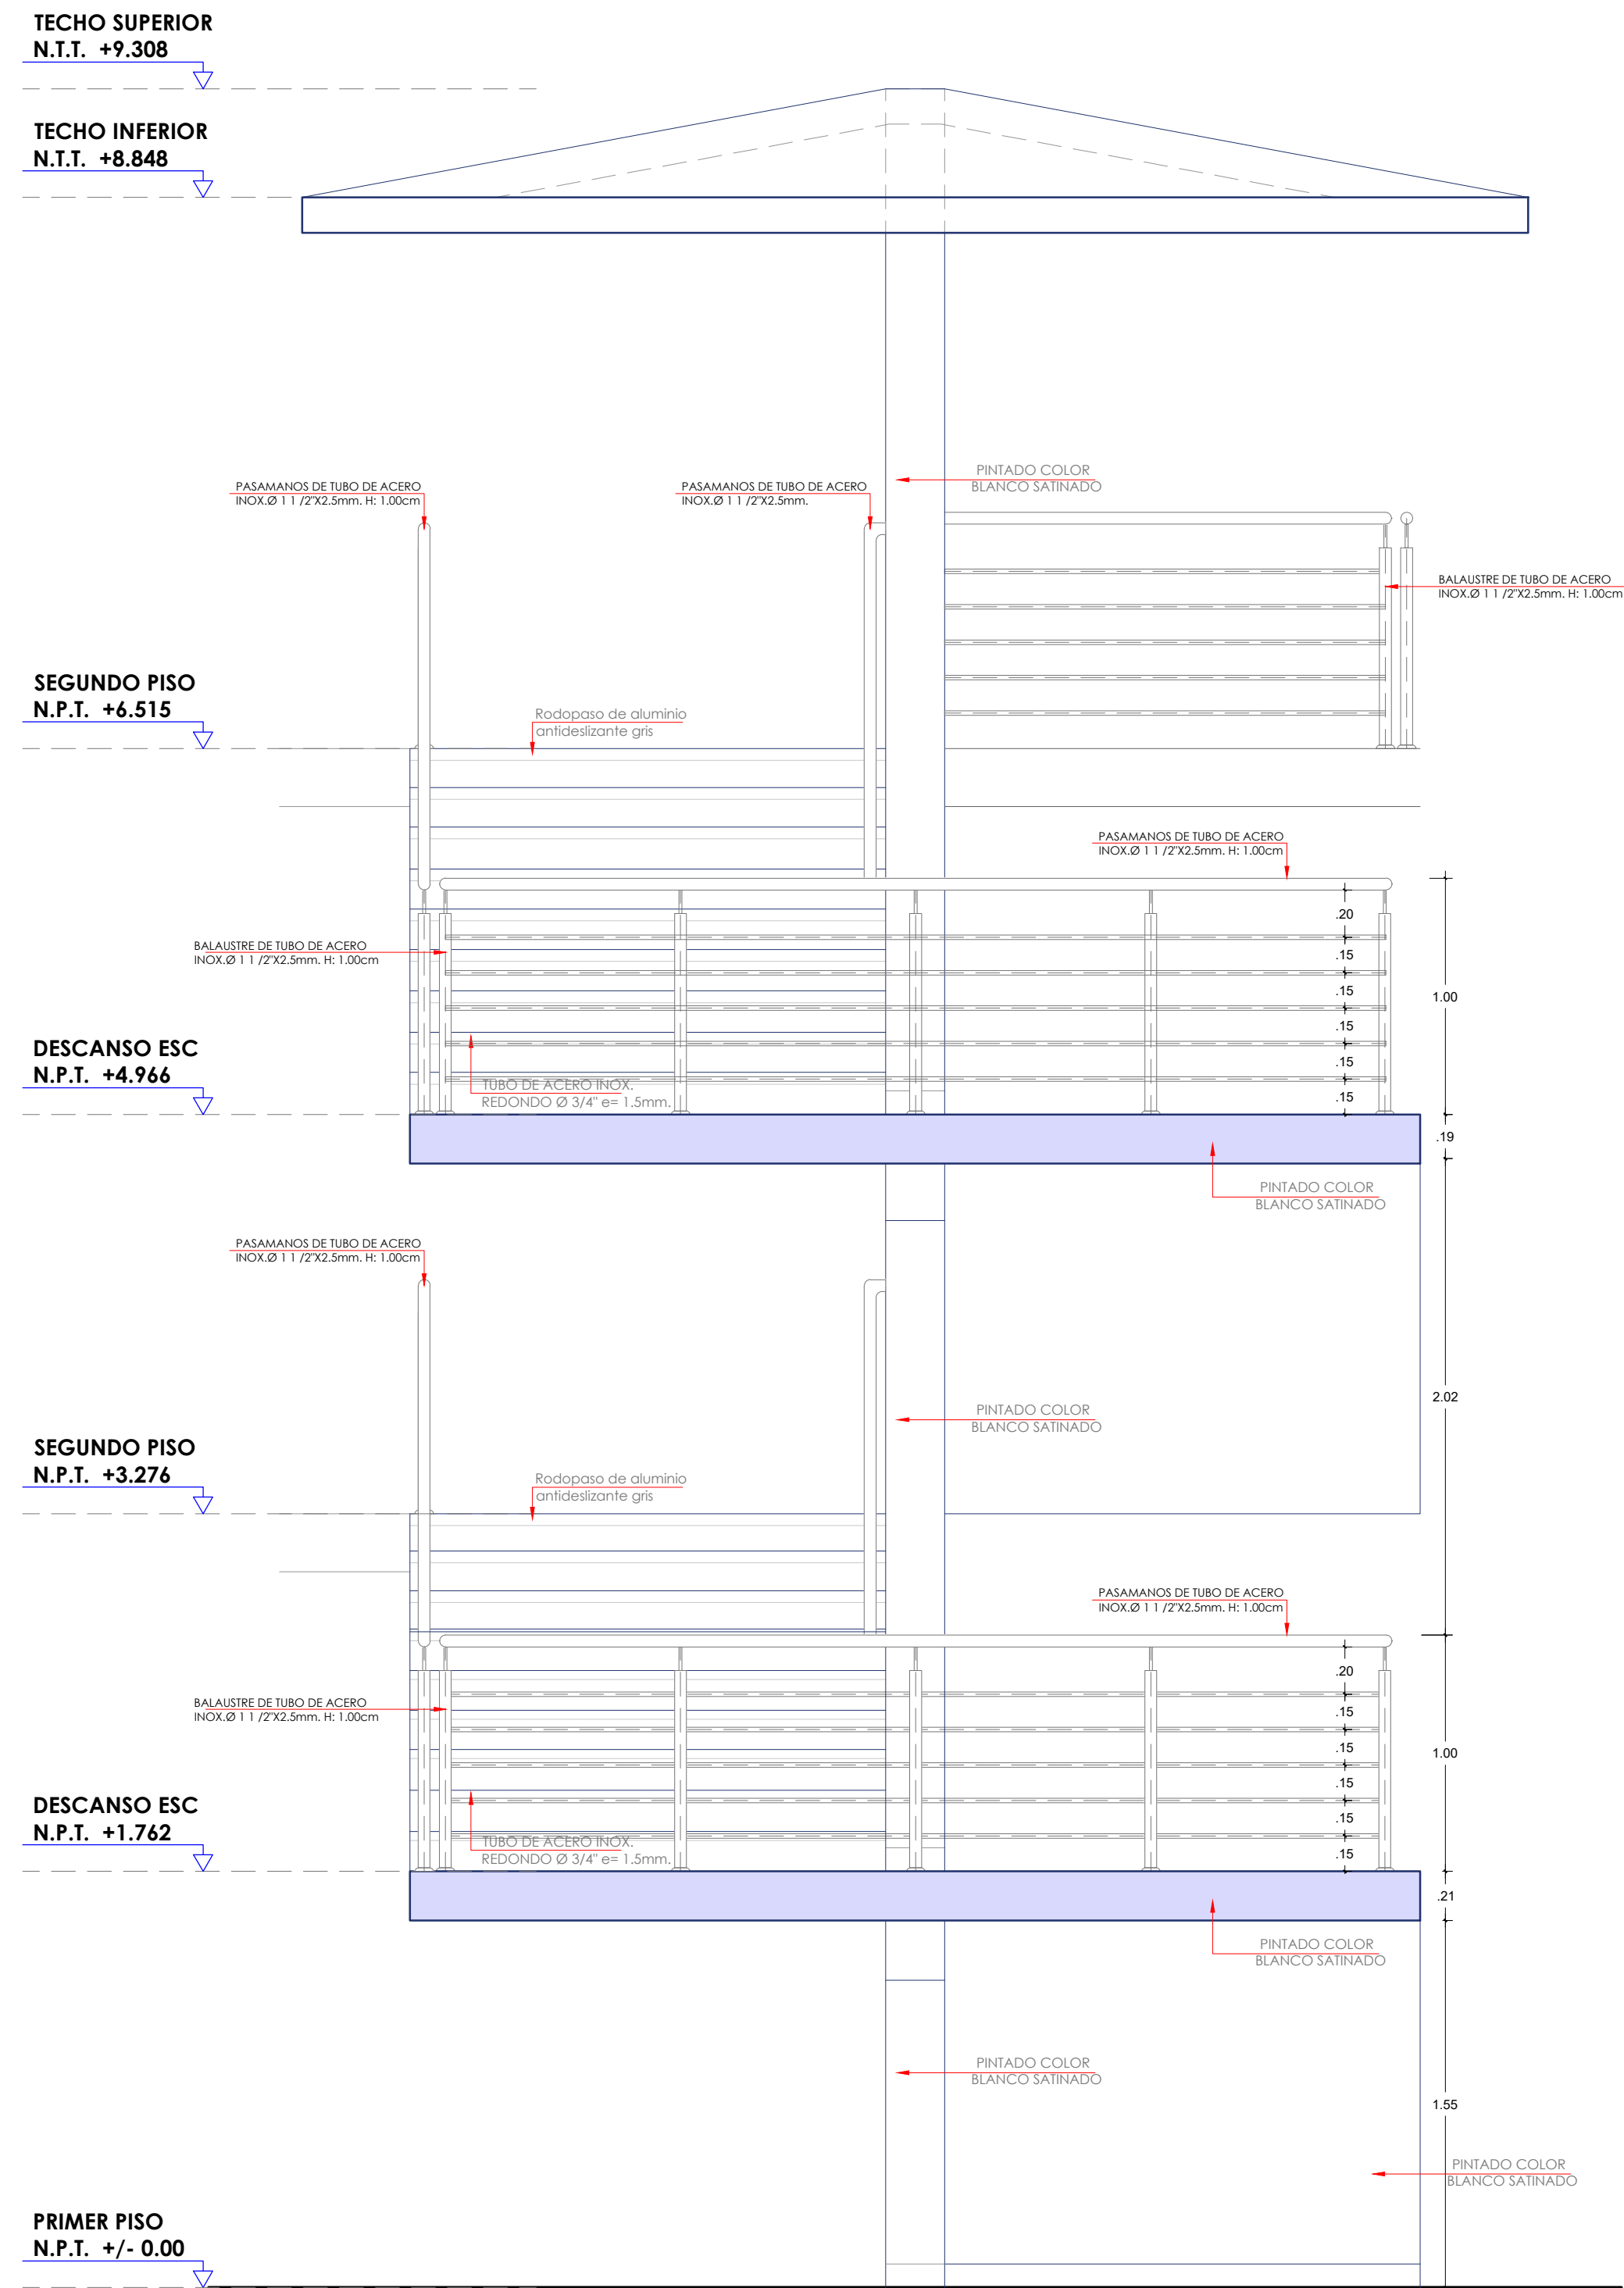 TECHO SUPERIOR
N.T.T. +9.308
TECHO INFERIOR
N.T.T. +8.848
PINTADO COLOR
BLANCO SATINADO
PASAMANOS DE TUBO DE ACERO
INOX.Ø 1 1 /2"X2.5mm. H: 1.00cm
PASAMANOS DE TUBO DE ACERO
INOX.Ø 1 1 /2"X2.5mm.
BALAUSTRE DE TUBO DE ACERO
INOX.Ø 1 1 /2"X2.5mm. H: 1.00cm
SEGUNDO PISO
N.P.T. +6.515
Rodopaso de aluminio
antideslizante gris
PASAMANOS DE TUBO DE ACERO
INOX.Ø 1 1 /2"X2.5mm. H: 1.00cm
.20
BALAUSTRE DE TUBO DE ACERO
INOX.Ø 1 1 /2"X2.5mm. H: 1.00cm
.15
.15
1.00
.15
.15
DESCANSO ESC
N.P.T. +4.966
TUBO DE ACERO INOX.
REDONDO Ø 3/4" e= 1.5mm.
.15
.19
PINTADO COLOR
BLANCO SATINADO
PASAMANOS DE TUBO DE ACERO
INOX.Ø 1 1 /2"X2.5mm. H: 1.00cm
2.02
PINTADO COLOR
BLANCO SATINADO
SEGUNDO PISO
N.P.T. +3.276
Rodopaso de aluminio
antideslizante gris
PASAMANOS DE TUBO DE ACERO
INOX.Ø 1 1 /2"X2.5mm. H: 1.00cm
.20
BALAUSTRE DE TUBO DE ACERO
INOX.Ø 1 1 /2"X2.5mm. H: 1.00cm
.15
.15
1.00
.15
.15
DESCANSO ESC
N.P.T. +1.762
TUBO DE ACERO INOX.
REDONDO Ø 3/4" e= 1.5mm.
.15
.21
PINTADO COLOR
BLANCO SATINADO
PINTADO COLOR
BLANCO SATINADO
1.55
PINTADO COLOR
BLANCO SATINADO
PRIMER PISO
N.P.T. +/- 0.00